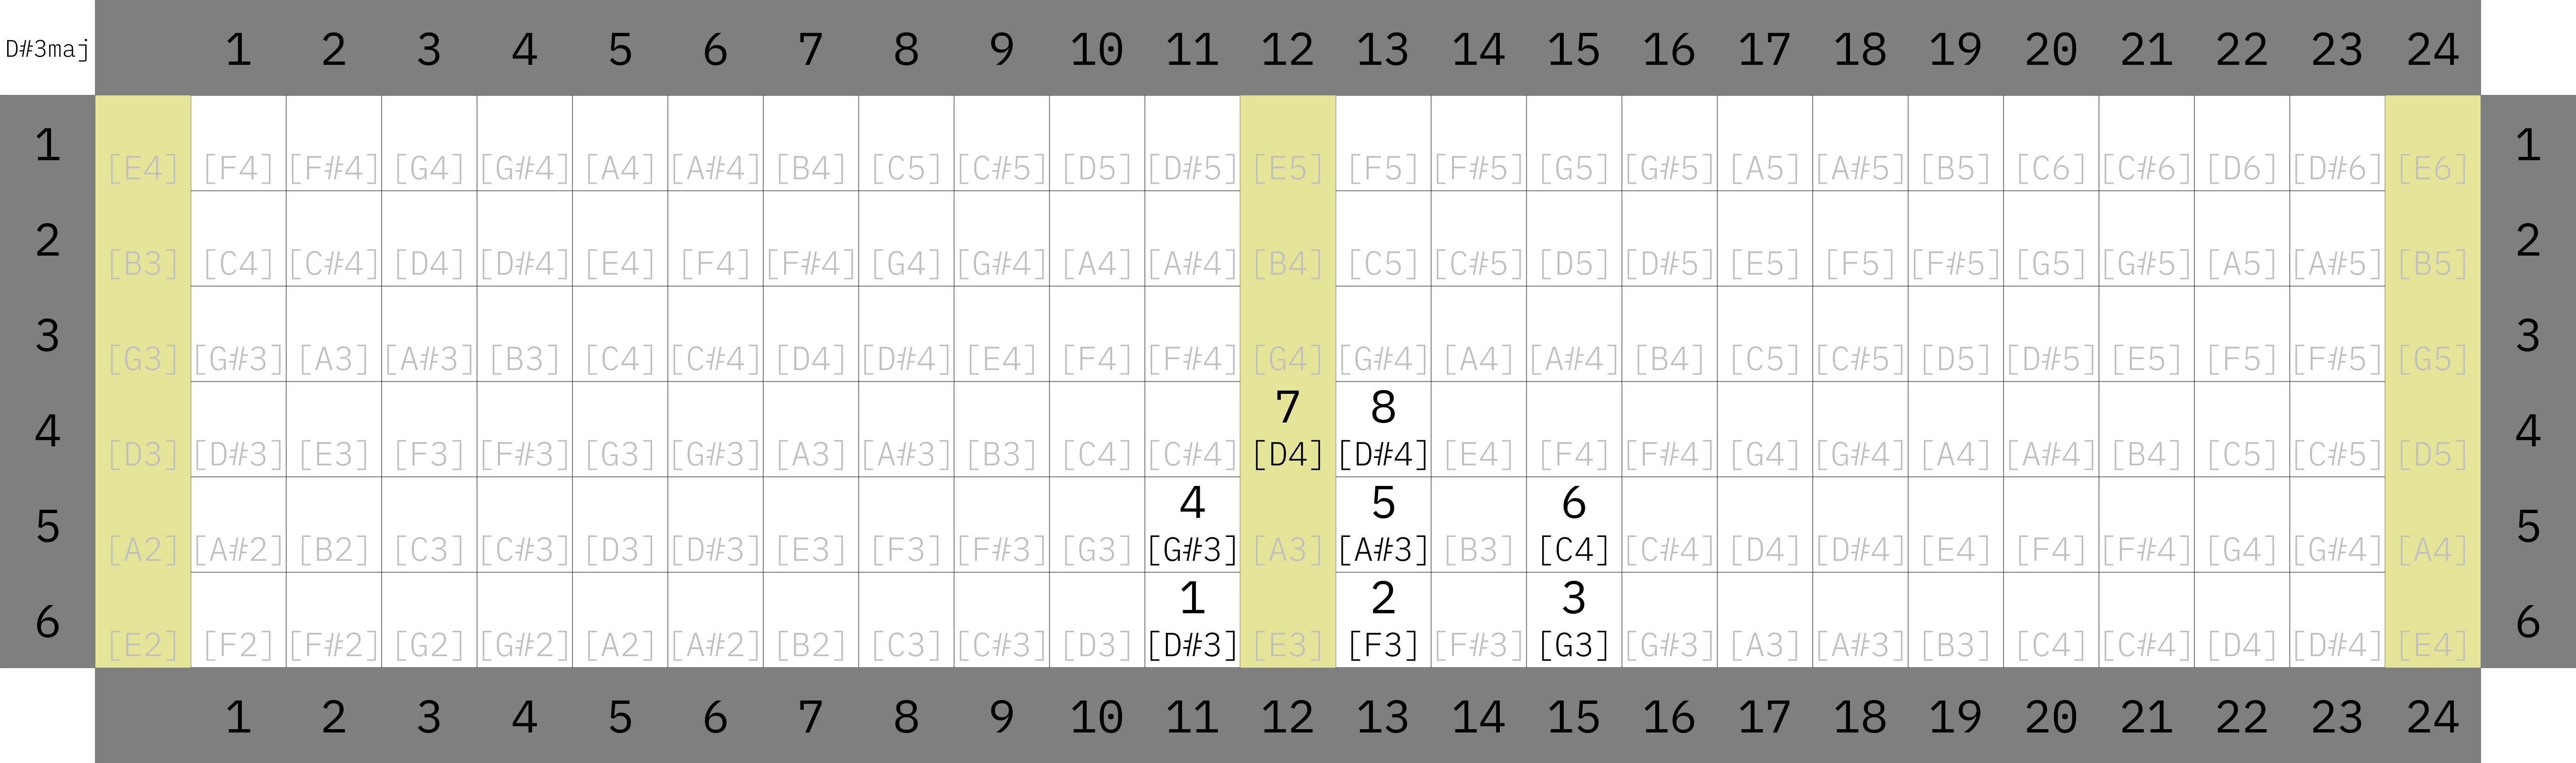 D#3maj 1 2 3 4 5 6 7 8 9 10 11 12 13 14 15 16 17 18 19 20 21 22 23 24
1 [E4] [F4] [F#4] [G4] [G#4] [A4] [A#4] [B4] [C5] [C#5] [D5] [D#5] [E5] [F5] [F#5] [G5] [G#5] [A5] [A#5] [B5] [C6] [C#6] [D6] [D#6] [E6] 1
2 [B3] [C4] [C#4] [D4] [D#4] [E4] [F4] [F#4] [G4] [G#4] [A4] [A#4] [B4] [C5] [C#5] [D5] [D#5] [E5] [F5] [F#5] [G5] [G#5] [A5] [A#5] [B5] 2
3 [G3] [G#3] [A3] [A#3] [B3] [C4] [C#4] [D4] [D#4] [E4] [F4] [F#4] [G4] [G#4] [A4] [A#4] [B4] [C5] [C#5] [D5] [D#5] [E5] [F5] [F#5] [G5] 3
7 8
4 [D3] [D#3] [E3] [F3] [F#3] [G3] [G#3] [A3] [A#3] [B3] [C4] [C#4] [D4] [D#4] [E4] [F4] [F#4] [G4] [G#4] [A4] [A#4] [B4] [C5] [C#5] [D5] 4
4 5 6
5 [A2] [A#2] [B2] [C3] [C#3] [D3] [D#3] [E3] [F3] [F#3] [G3] [G#3] [A3] [A#3] [B3] [C4] [C#4] [D4] [D#4] [E4] [F4] [F#4] [G4] [G#4] [A4] 5
1 2 3
6 [E2] [F2] [F#2] [G2] [G#2] [A2] [A#2] [B2] [C3] [C#3] [D3] [D#3] [E3] [F3] [F#3] [G3] [G#3] [A3] [A#3] [B3] [C4] [C#4] [D4] [D#4] [E4] 6
1 2 3 4 5 6 7 8 9 10 11 12 13 14 15 16 17 18 19 20 21 22 23 24